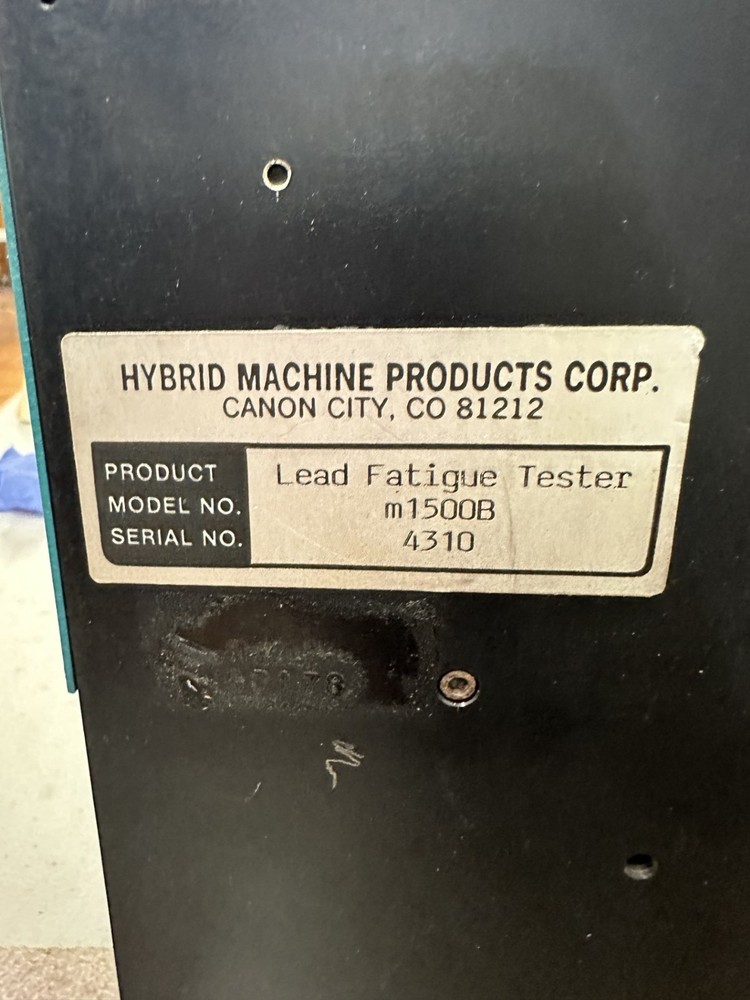 HYBRID MACHINE PRODUCTS CORP.
CANON CITY, CO 81212
PRODUCT Lead Fatigue Tester
MODEL NO. m1500B
SERIAL NO. 4310